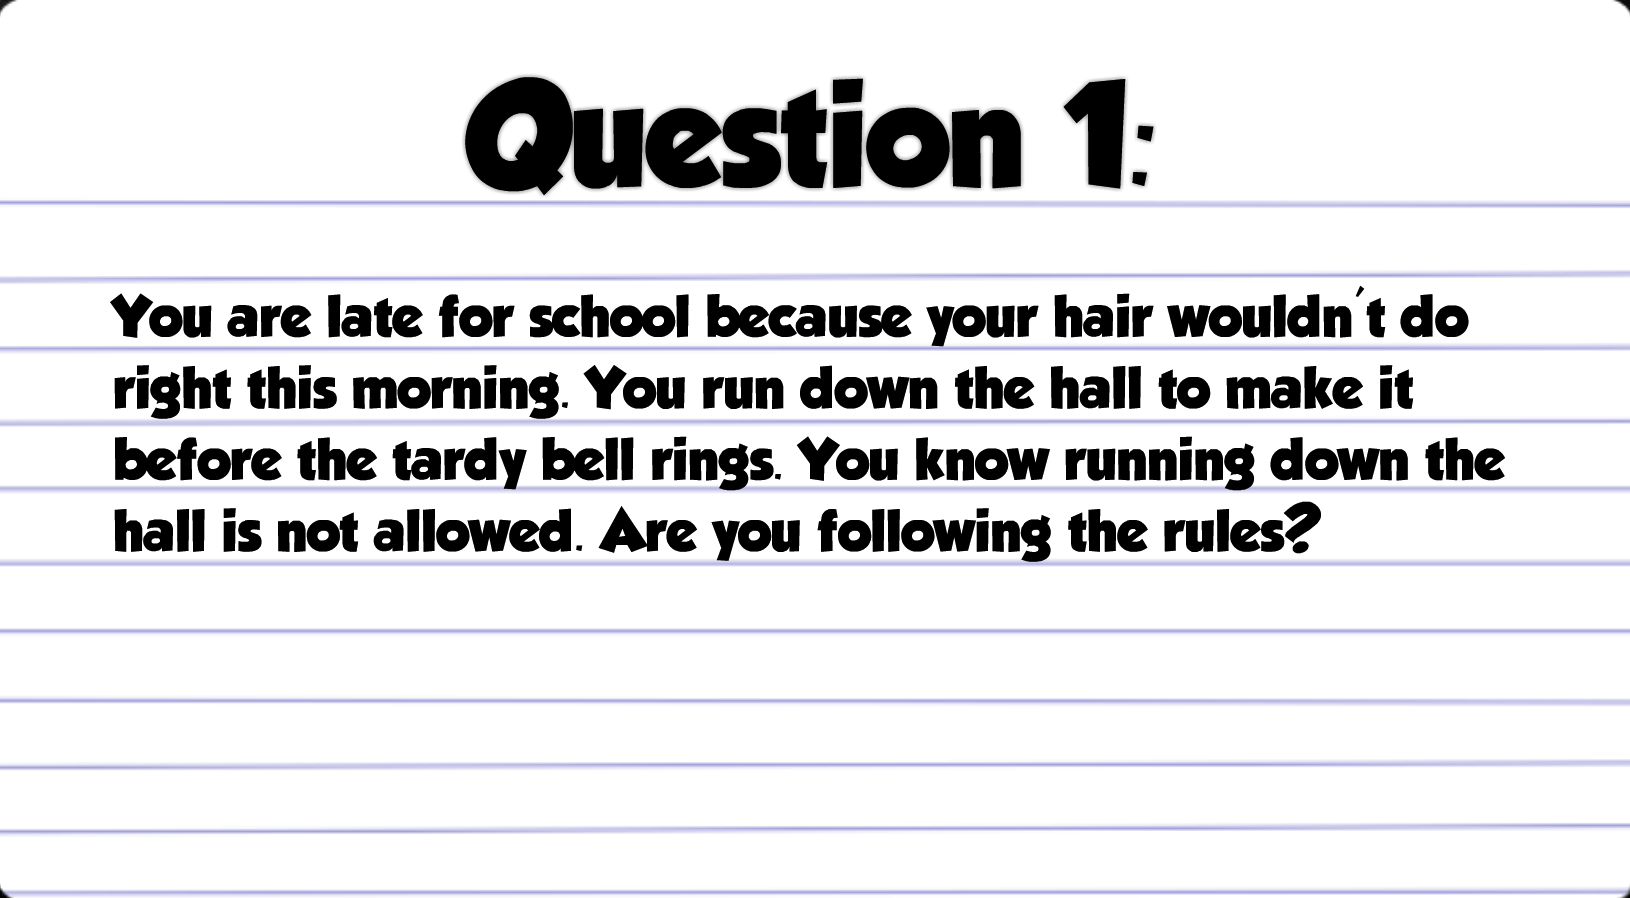 Question 1:
You are late for school because your hair wouldn't do
right this morning. You run down the hall to make it
before the tardy bell rings. You know running down the
hall is not allowed. Are you following the rules?